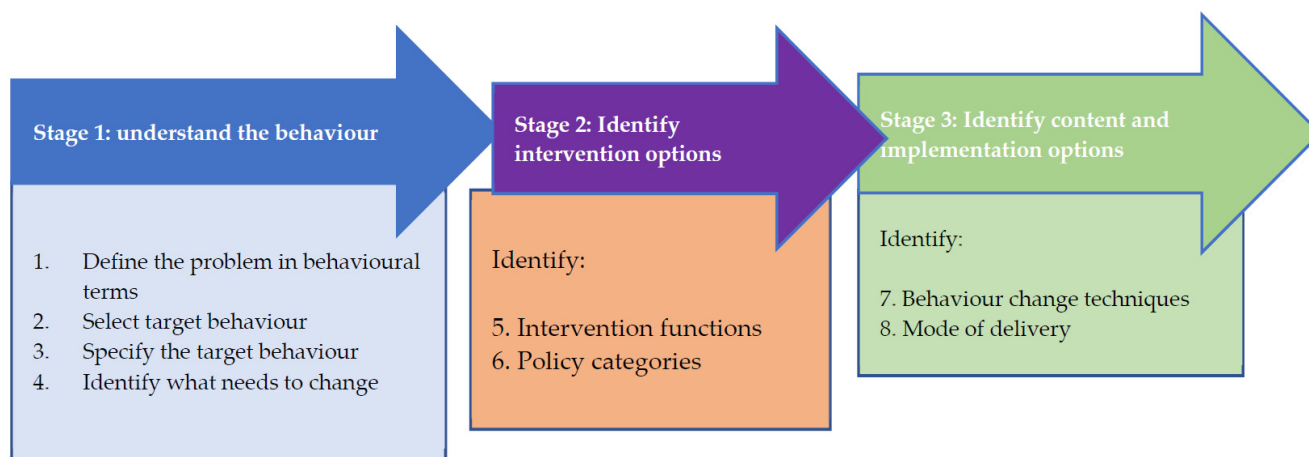 Stage 1: understand the behaviour
1. Define the problem in behavioural
terms
2. Select target behaviour
3. Specify the target behaviour
4. Identify what needs to change
Stage 2: Identify
intervention options
Identify:
5. Intervention functions
6. Policy categories
Stage 3: Identify content and
implementation options
Identify:
7. Behaviour change techniques
8. Mode of delivery